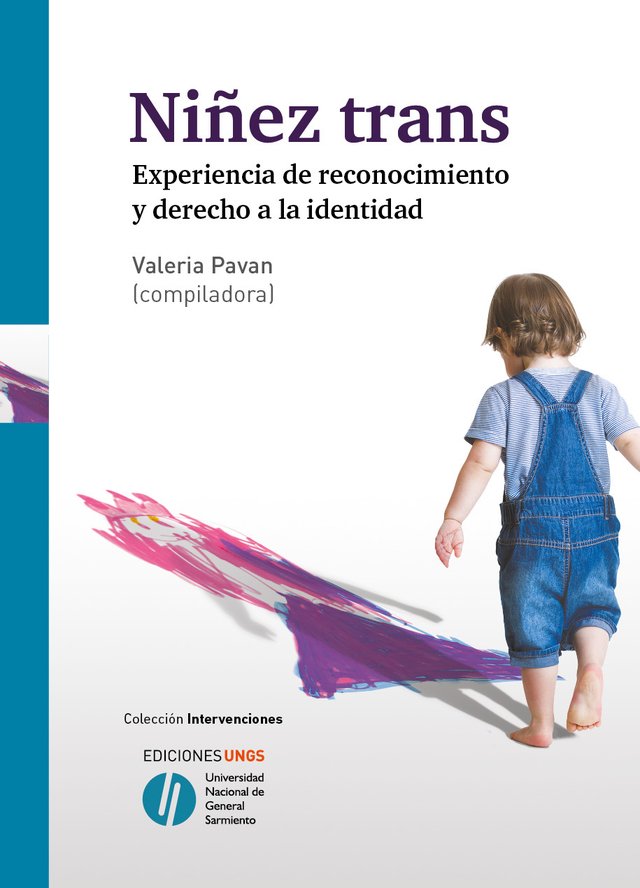 Niñez trans
Experiencia de reconocimiento
y derecho a la identidad
Valeria Pavan
(compiladora)
Colección Intervenciones
EDICIONES UNGS
Universidad
Nacional de
General
Sarmiento